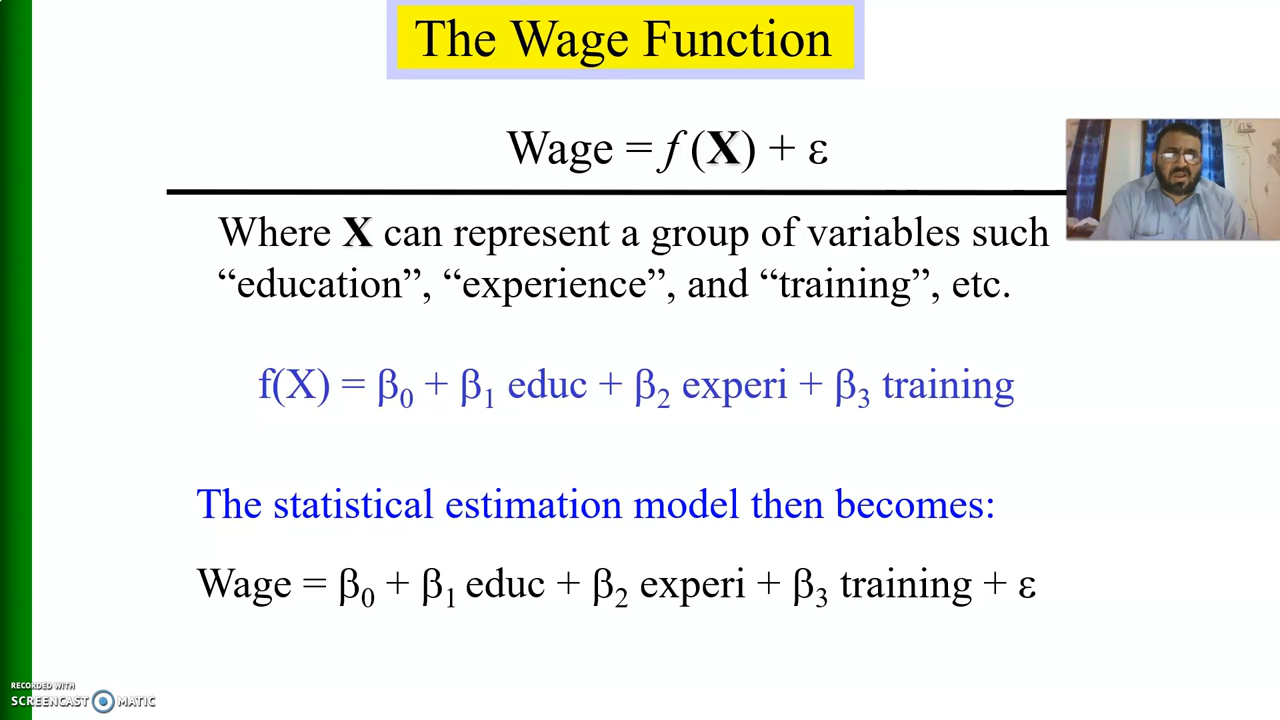 The Wage Function
Wage = f (X) + ε
Where X can represent a group of variables such
“education”, “experience”, and “training”, etc.
f(X) = β0 + β1 educ + β2 experi + β3 training
The statistical estimation model then becomes:
Wage = β0 + β1 educ + β2 experi + β3 training + ε
RECORDED WITH
SCREENCAST MATIC